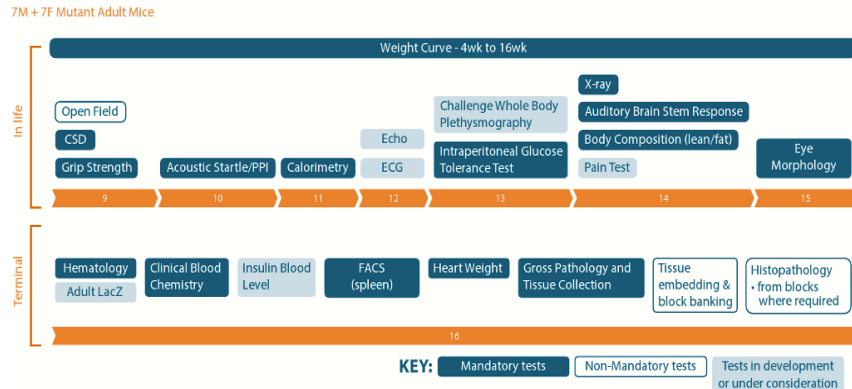 7M + 7F Mutant Adult Mice
Weight Curve - 4wk to 16wk
In life
X-ray
Open Field
Challenge Whole Body
Plethysmography
Auditory Brain Stem Response
CSD
Echo
Intraperitoneal Glucose
Tolerance Test
Body Composition (lean/fat)
Eye
Morphology
Grip Strength
Acoustic Startle/PPI
Calorimetry
ECG
Pain Test
9
10
11
12
13
14
15
Terminal
Hematology
Adult LacZ
Clinical Blood
Chemistry
Insulin Blood
Level
FACS
(spleen)
Heart Weight
Gross Pathology and
Tissue Collection
Tissue
embedding &
block banking
Histopathology
• from blocks
where required
16
KEY:
Mandatory tests
Non-Mandatory tests
Tests in development
or under consideration